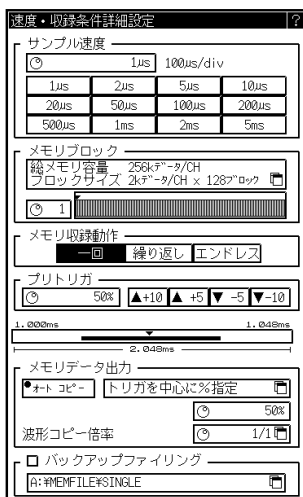 速度・収録条件詳細設定 ?
サンプル速度
1μs 100μs/div
1μs 2μs 5μs 10μs
20μs 50μs 100μs 200μs
500μs 1ms 2ms 5ms
メモリブロック
総メモリ容量 256kデータ/CH
ブロックサイズ 2kデータ/CH x 128ブロック
1
メモリ収録動作
一回 繰り返し エンドレス
プリトリガ
50% ▲+10 ▲ +5 ▼ -5 ▼-10
1.000ms 1.048ms
2.048ms
メモリデータ出力
オート コピー トリガを中心に%指定
50%
波形コピー倍率 1/1
バックアップファイリング
A:¥MEMFILE¥SINGLE